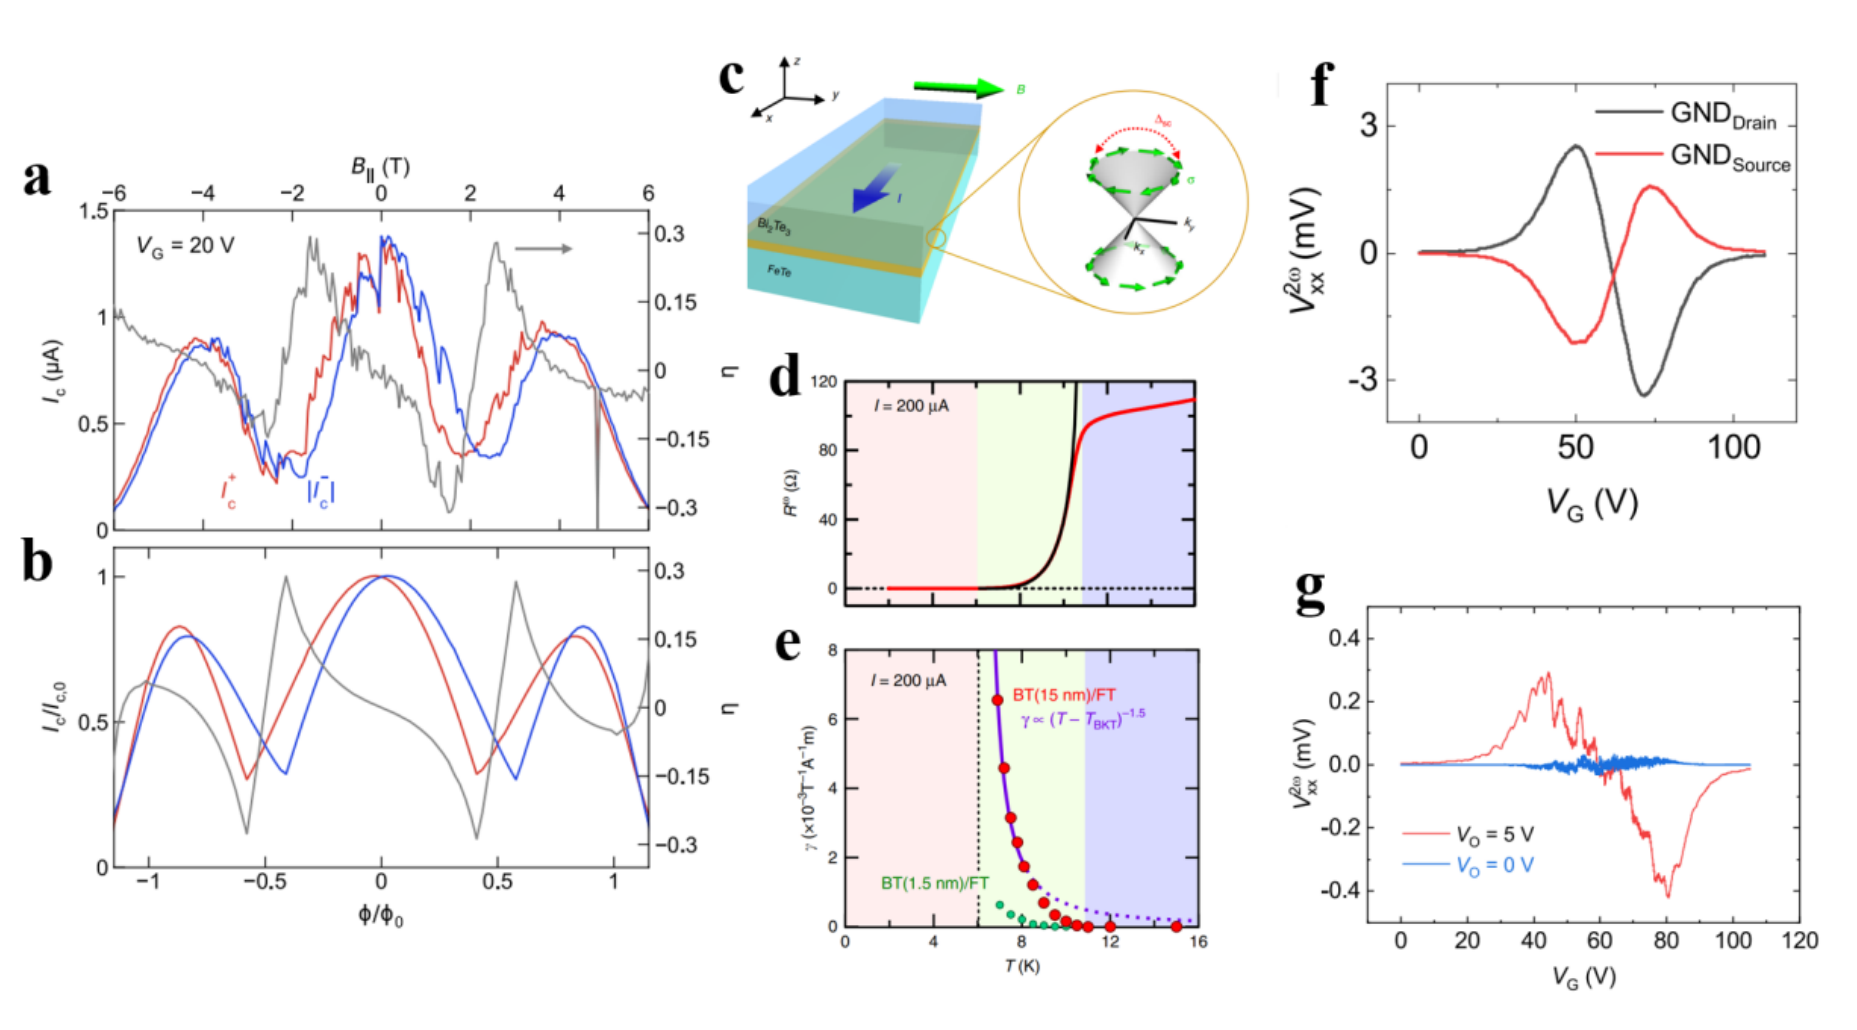 a
B|| (T)
−6 −4 −2 0 2 4 6
1.5
1
0.5
0
I_c (μA)
V_G = 20 V
I_c^+
|I_c^-|
0.3
0.15
0
−0.15
−0.3
η
b
1
0.5
0
I_c/I_c,0
0.3
0.15
0
−0.15
−0.3
η
−1 −0.5 0 0.5 1
ϕ/ϕ_0
c
z
y
x
B
I
Bi_2Te_3
FeTe
Δ_sc
σ
k_y
k_x
d
120
80
40
0
R^ω (Ω)
I = 200 μA
e
8
6
4
2
0
γ (×10^−3 T^−1 A^−1 m)
I = 200 μA
BT(15 nm)/FT
γ ∝ (T − T_BKT)^−1.5
BT(1.5 nm)/FT
0 4 8 12 16
T (K)
f
3
0
-3
V_xx^2ω (mV)
GND_Drain
GND_Source
0 50 100
V_G (V)
g
0.4
0.2
0.0
-0.2
-0.4
V_xx^2ω (mV)
V_O = 5 V
V_O = 0 V
0 20 40 60 80 100 120
V_G (V)